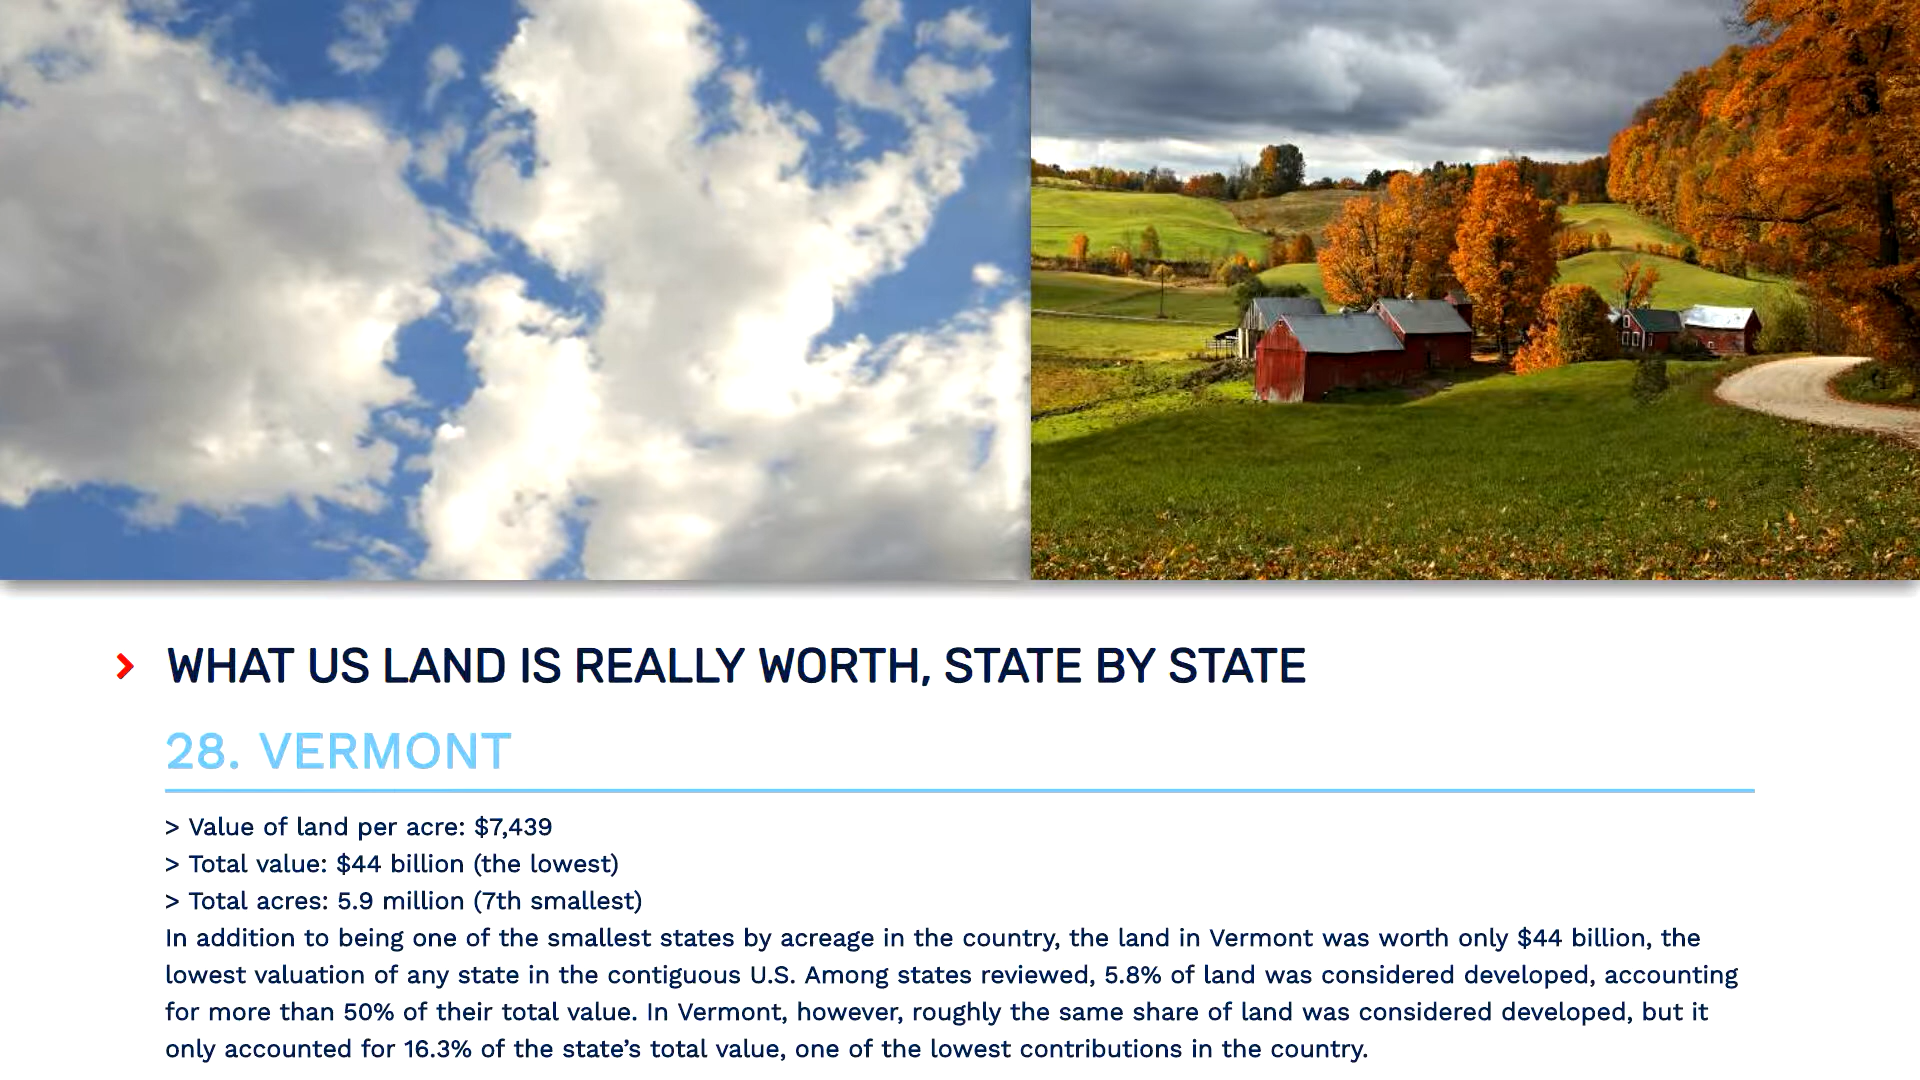 WHAT US LAND IS REALLY WORTH, STATE BY STATE
28. VERMONT
> Value of land per acre: $7,439
> Total value: $44 billion (the lowest)
> Total acres: 5.9 million (7th smallest)
In addition to being one of the smallest states by acreage in the country, the land in Vermont was worth only $44 billion, the
lowest valuation of any state in the contiguous U.S. Among states reviewed, 5.8% of land was considered developed, accounting
for more than 50% of their total value. In Vermont, however, roughly the same share of land was considered developed, but it
only accounted for 16.3% of the state’s total value, one of the lowest contributions in the country.